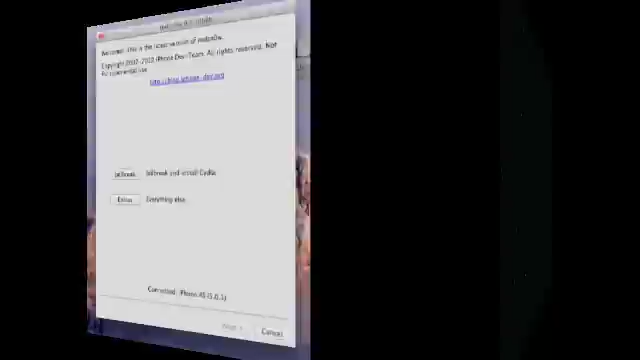 Welcome! This is the latest version of redsn0w.
Copyright 2007-2012 iPhone Dev-Team. All rights reserved. Not
for commercial use.
http://blog.iphone-dev.org
Jailbreak
Jailbreak and install Cydia
Extras
Everything else
Connected: iPhone 4S (5.0.1)
Next >
Cancel